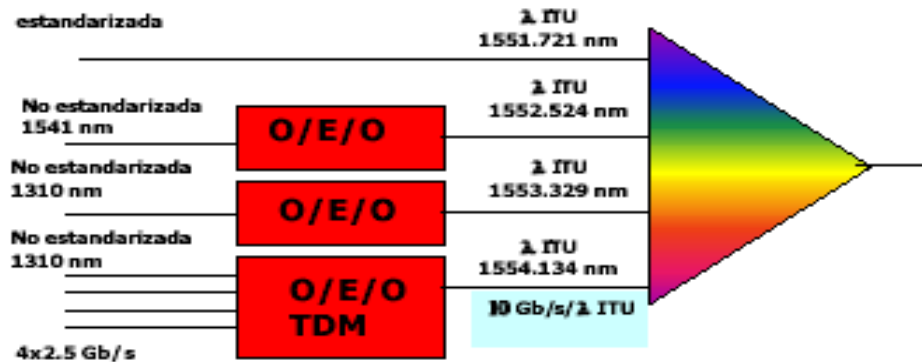 estandarizada
λ ITU
1551.721 nm
No estandarizada
1541 nm
O/E/O
λ ITU
1552.524 nm
No estandarizada
1310 nm
O/E/O
λ ITU
1553.329 nm
No estandarizada
1310 nm
O/E/O
TDM
λ ITU
1554.134 nm
10 Gb/s/λ ITU
4x2.5 Gb/s